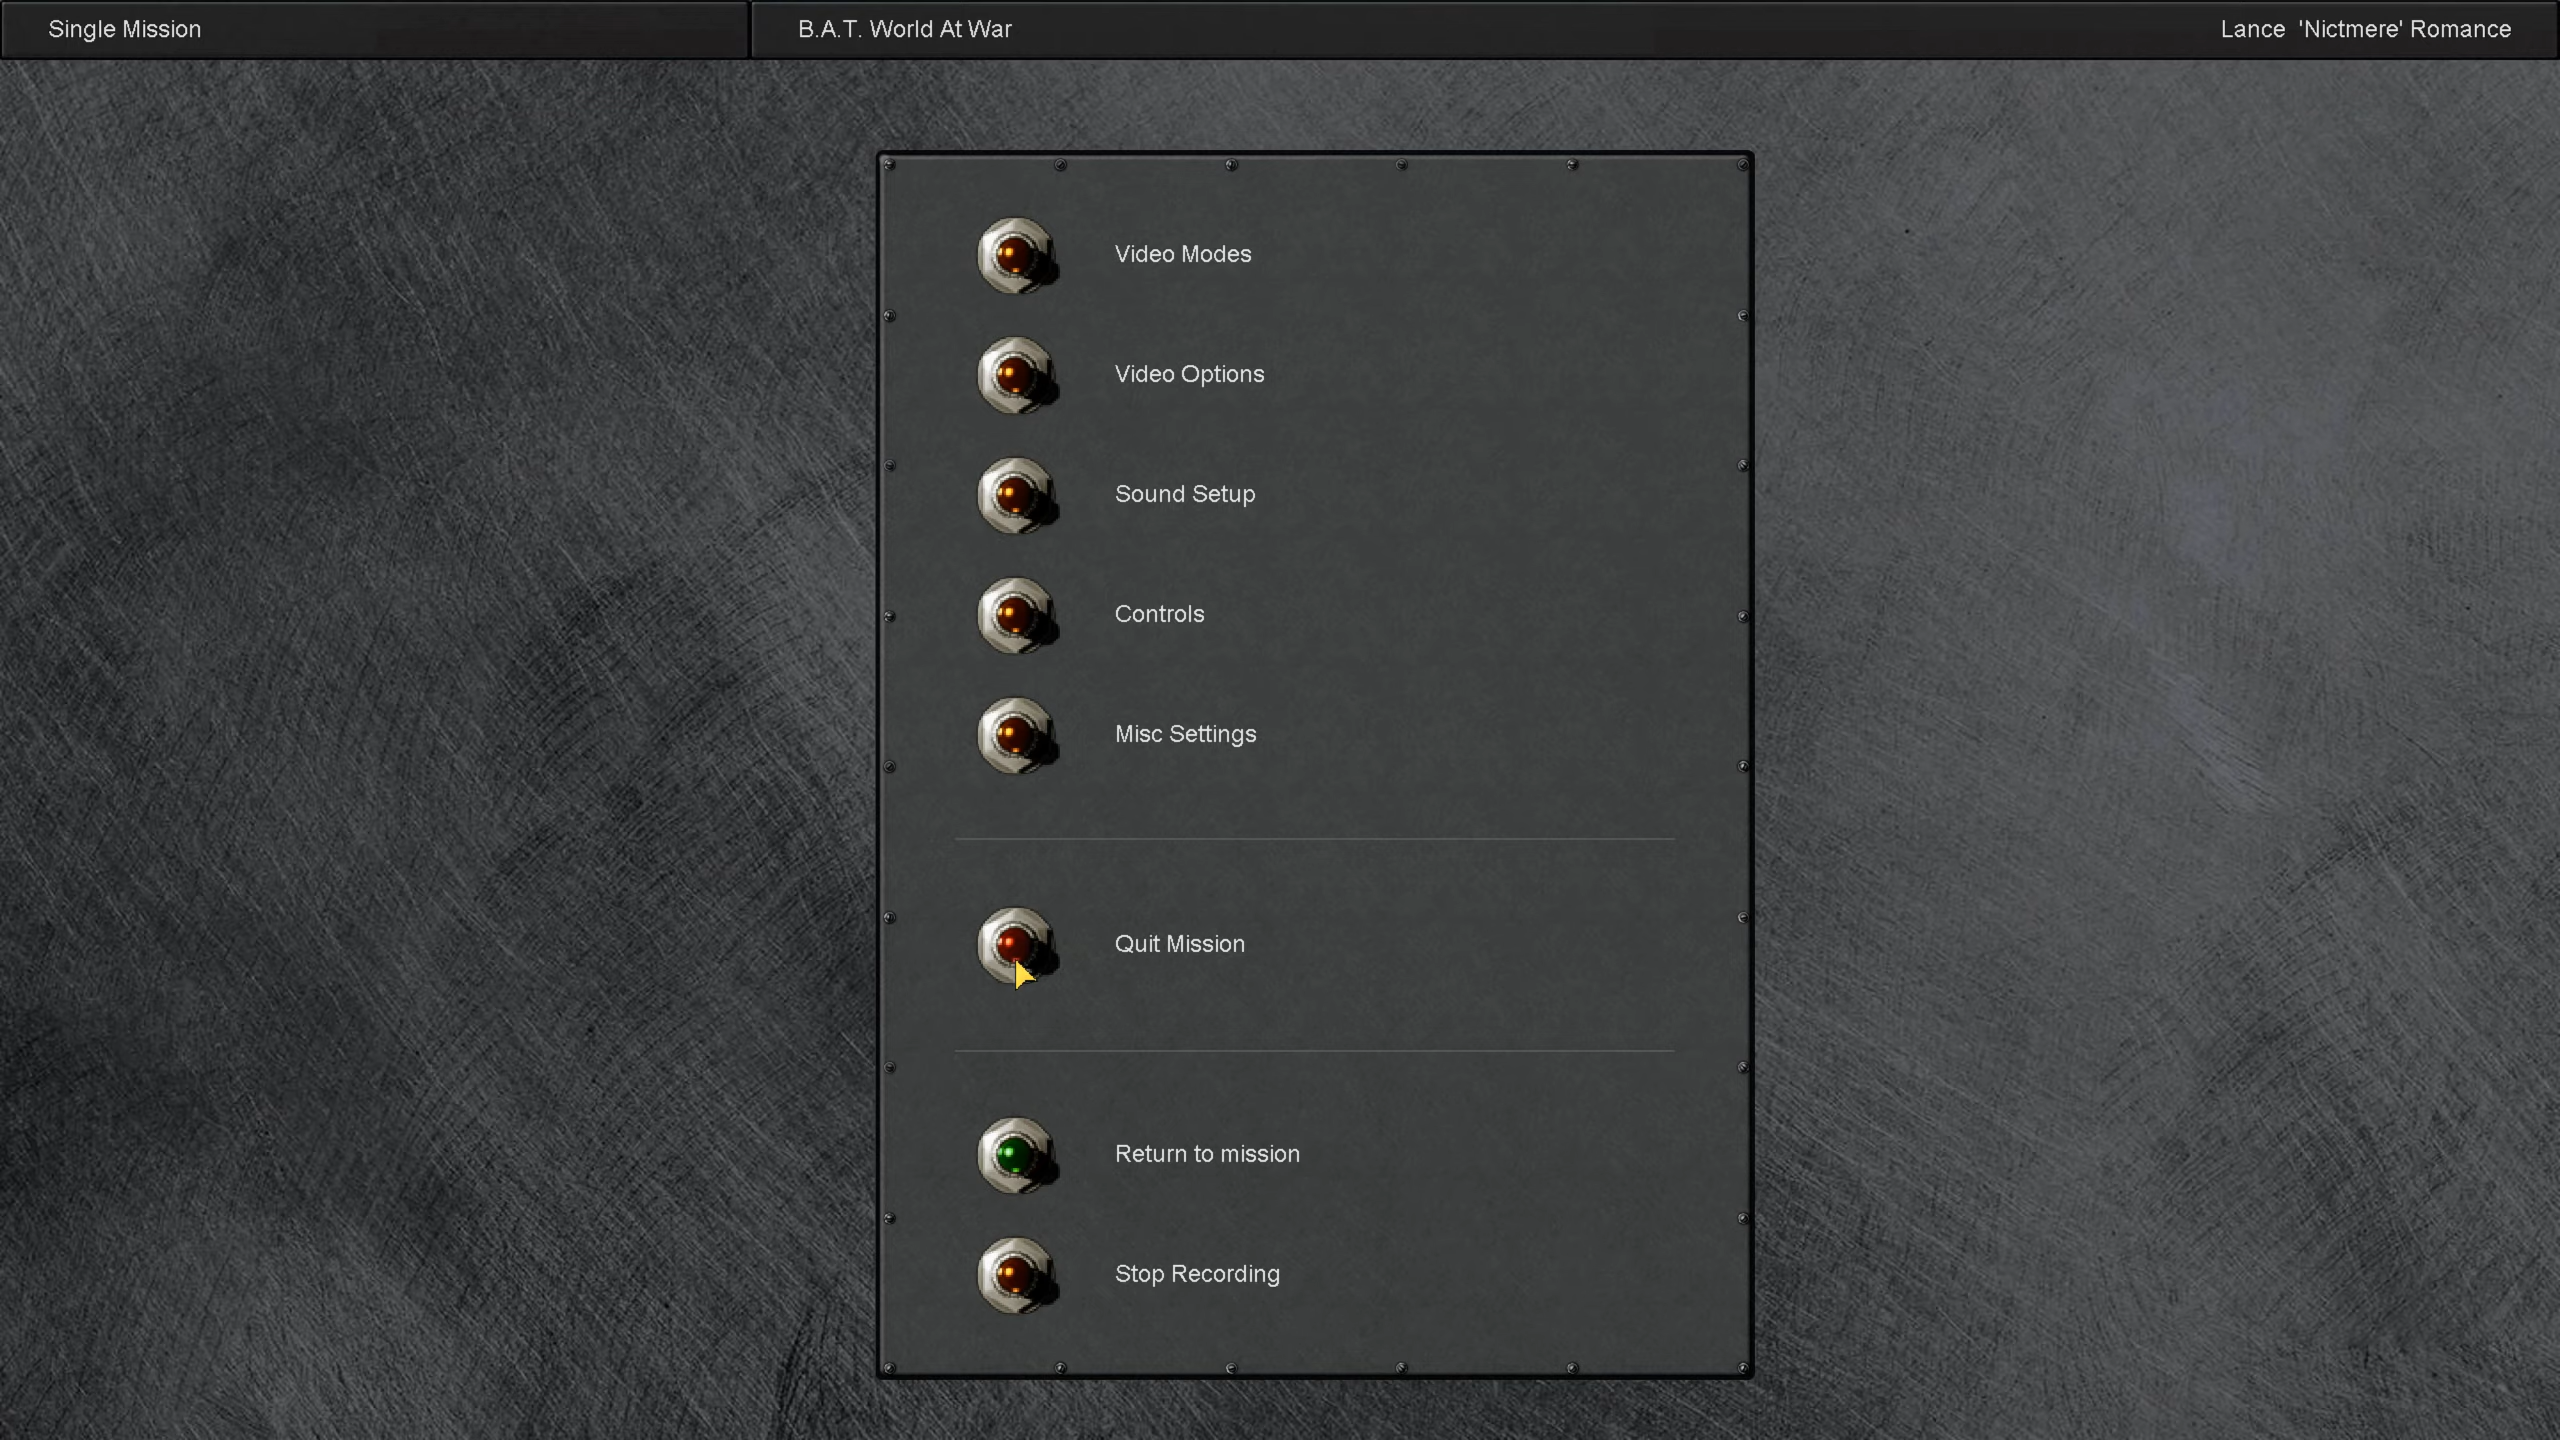 Single Mission
B.A.T. World At War
Lance  'Nictmere' Romance
Video Modes
Video Options
Sound Setup
Controls
Misc Settings
Quit Mission
Return to mission
Stop Recording